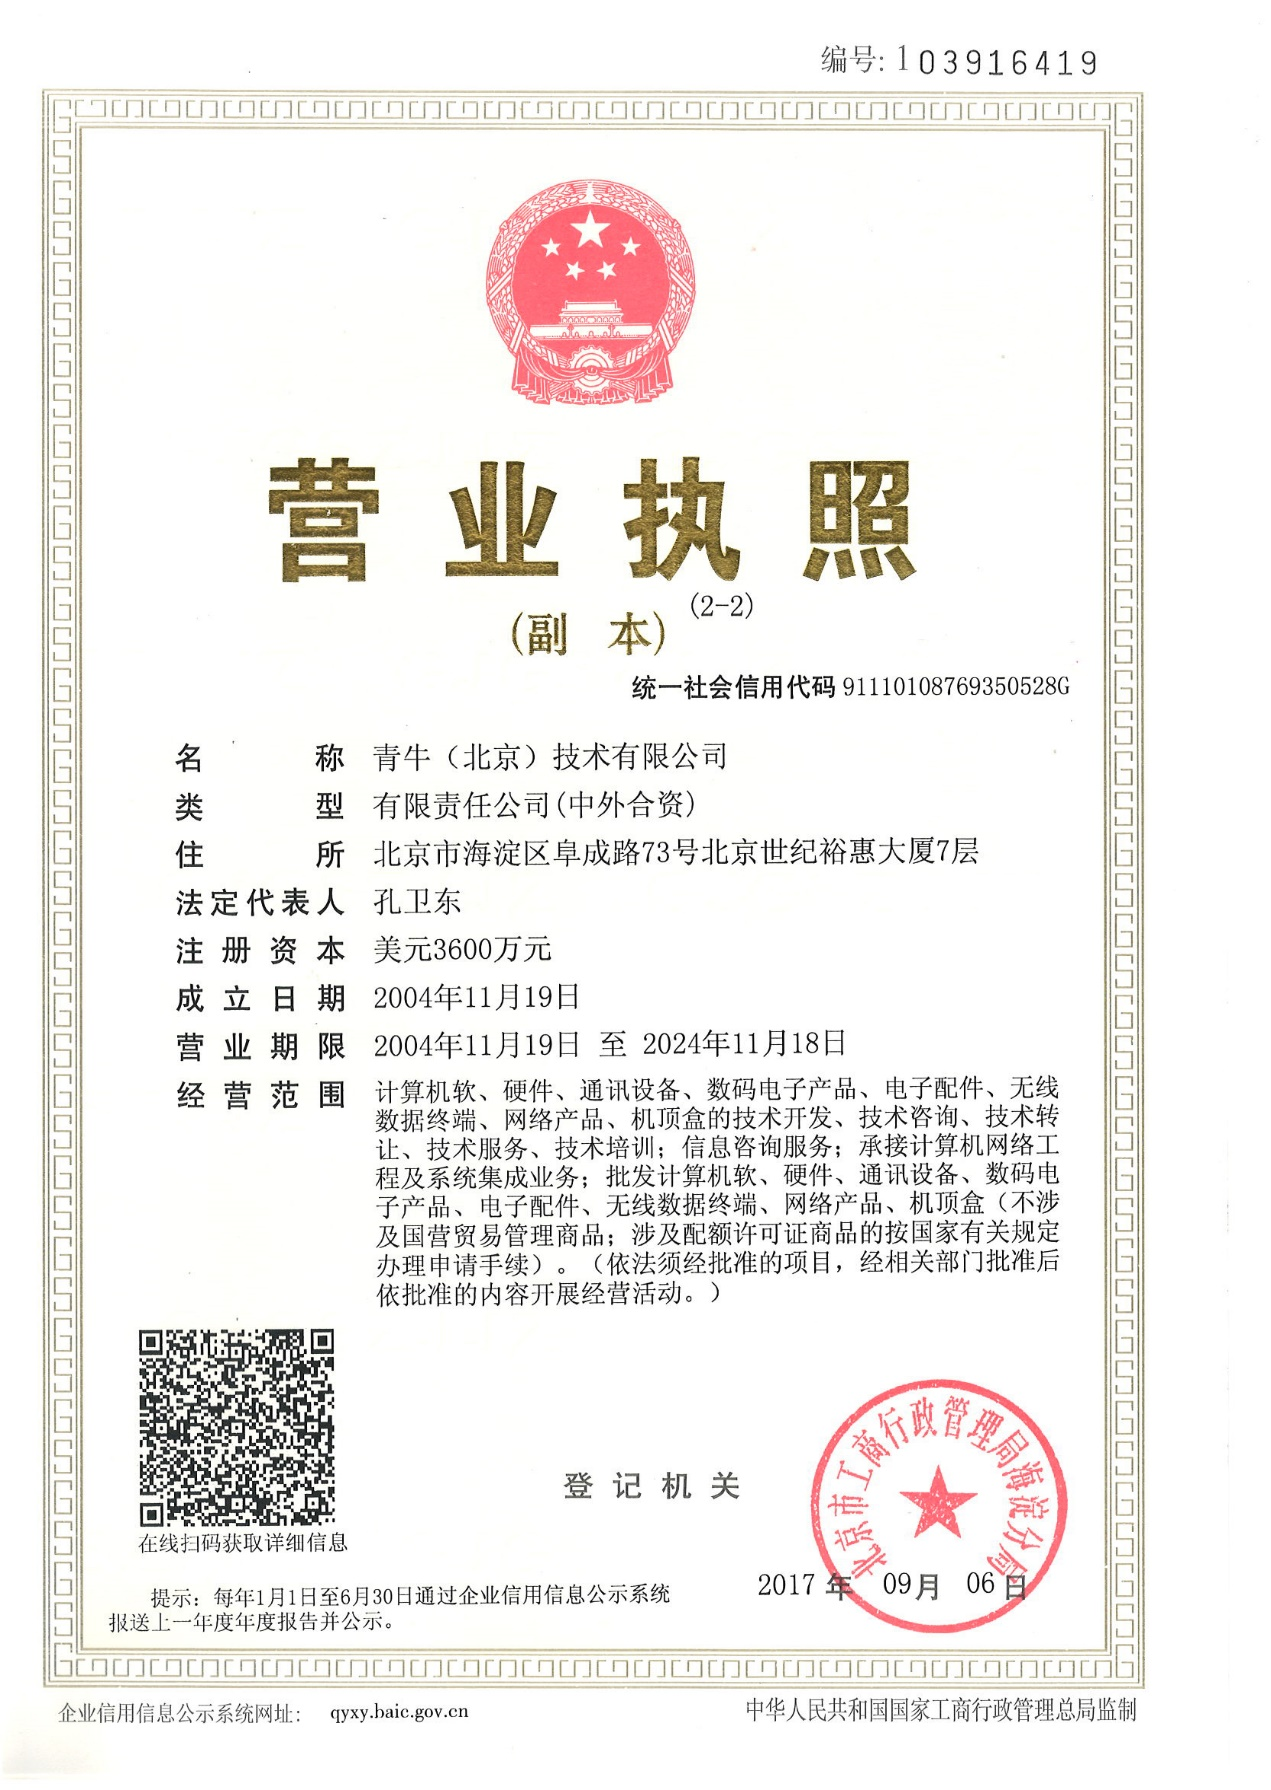 编号: 103916419
营业执照
(副 本) (2-2)
统一社会信用代码 91110108769350528G
名 称 青牛（北京）技术有限公司
类 型 有限责任公司(中外合资)
住 所 北京市海淀区阜成路73号北京世纪裕惠大厦7层
法定代表人 孔卫东
注册资本 美元3600万元
成立日期 2004年11月19日
营业期限 2004年11月19日 至 2024年11月18日
经营范围 计算机软、硬件、通讯设备、数码电子产品、电子配件、无线
数据终端、网络产品、机顶盒的技术开发、技术咨询、技术转
让、技术服务、技术培训；信息咨询服务；承接计算机网络工
程及系统集成业务；批发计算机软、硬件、通讯设备、数码电
子产品、电子配件、无线数据终端、网络产品、机顶盒（不涉
及国营贸易管理商品；涉及配额许可证商品的按国家有关规定
办理申请手续）。（依法须经批准的项目，经相关部门批准后
依批准的内容开展经营活动。）
在线扫码获取详细信息
登记机关
北京市工商行政管理局海淀分局
2017 年 09月 06日
提示：每年1月1日至6月30日通过企业信用信息公示系统
报送上一年度年度报告并公示。
企业信用信息公示系统网址： qyxy.baic.gov.cn
中华人民共和国国家工商行政管理总局监制